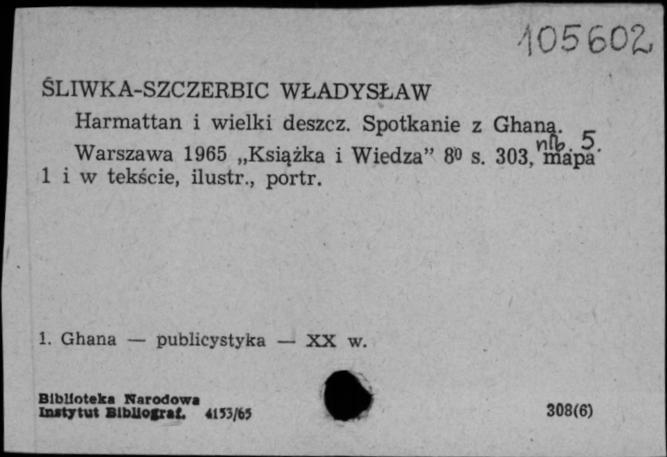 105602
ŚLIWKA-SZCZERBIC WŁADYSŁAW
Harmattan i wielki deszcz. Spotkanie z Ghaną.
nlb. 5.
Warszawa 1965 „Książka i Wiedza” 8⁰ s. 303, mapa
1 i w tekście, ilustr., portr.
1. Ghana — publicystyka — XX w.
Biblioteka Narodowa
Instytut Bibliograf. 4153/65
308(6)